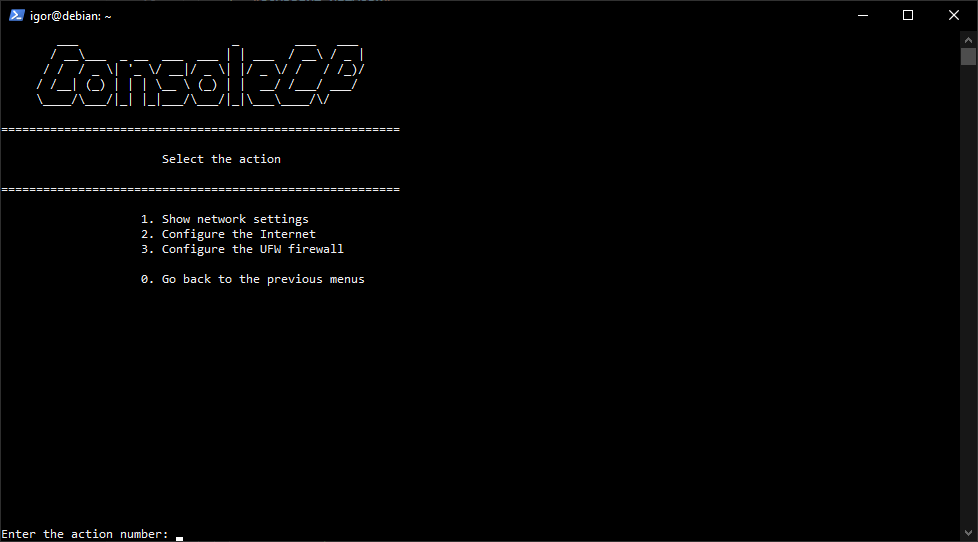 igor@debian: ~
ConsoleCP
=========================================================
Select the action
=========================================================
1. Show network settings
2. Configure the Internet
3. Configure the UFW firewall
0. Go back to the previous menus
Enter the action number: